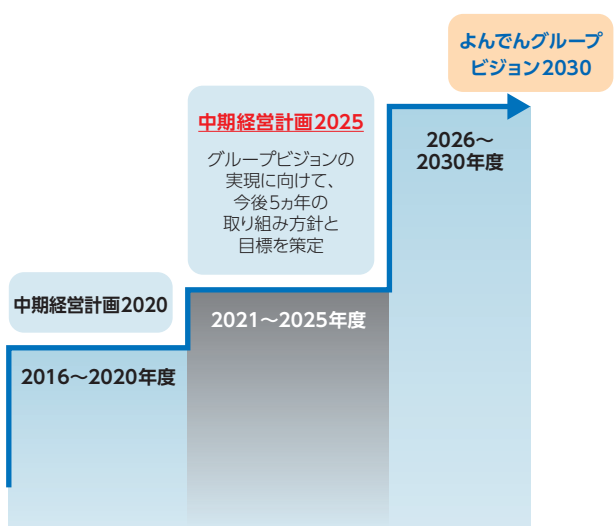 よんでんグループ
ビジョン2030
中期経営計画2025
グループビジョンの
実現に向けて、
今後5ヵ年の
取り組み方針と
目標を策定
2026～
2030年度
中期経営計画2020
2021～2025年度
2016～2020年度